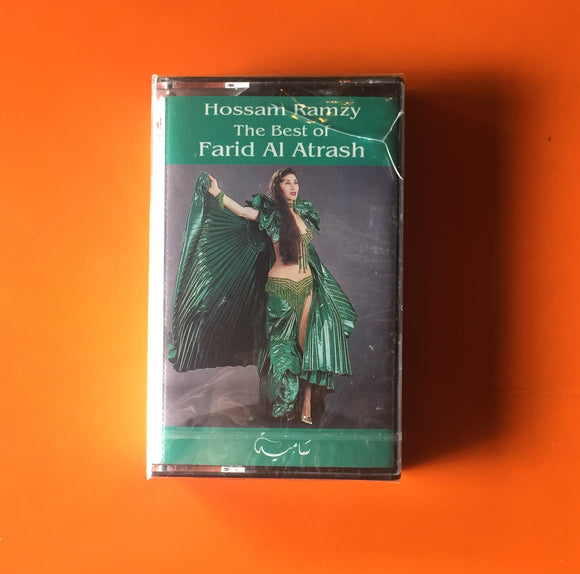 Hossam Ramzy
The Best of
Farid Al Atrash
سامية